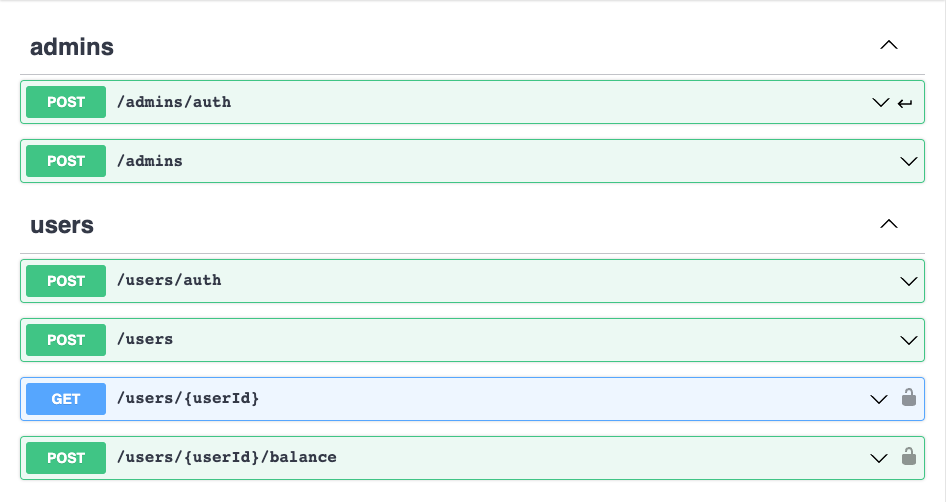 admins
POST /admins/auth
POST /admins
users
POST /users/auth
POST /users
GET /users/{userId}
POST /users/{userId}/balance